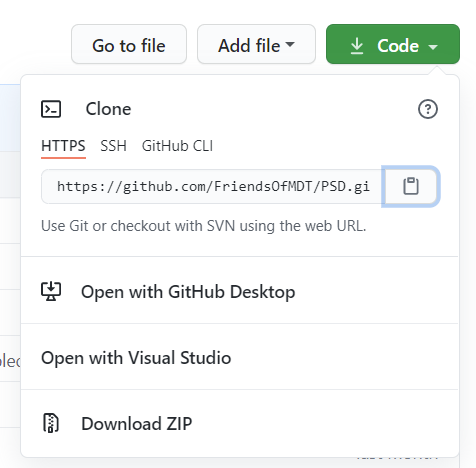 Go to file Add file Code
Clone
HTTPS SSH GitHub CLI
https://github.com/FriendsOfMDT/PSD.gi
Use Git or checkout with SVN using the web URL.
Open with GitHub Desktop
Open with Visual Studio
Download ZIP